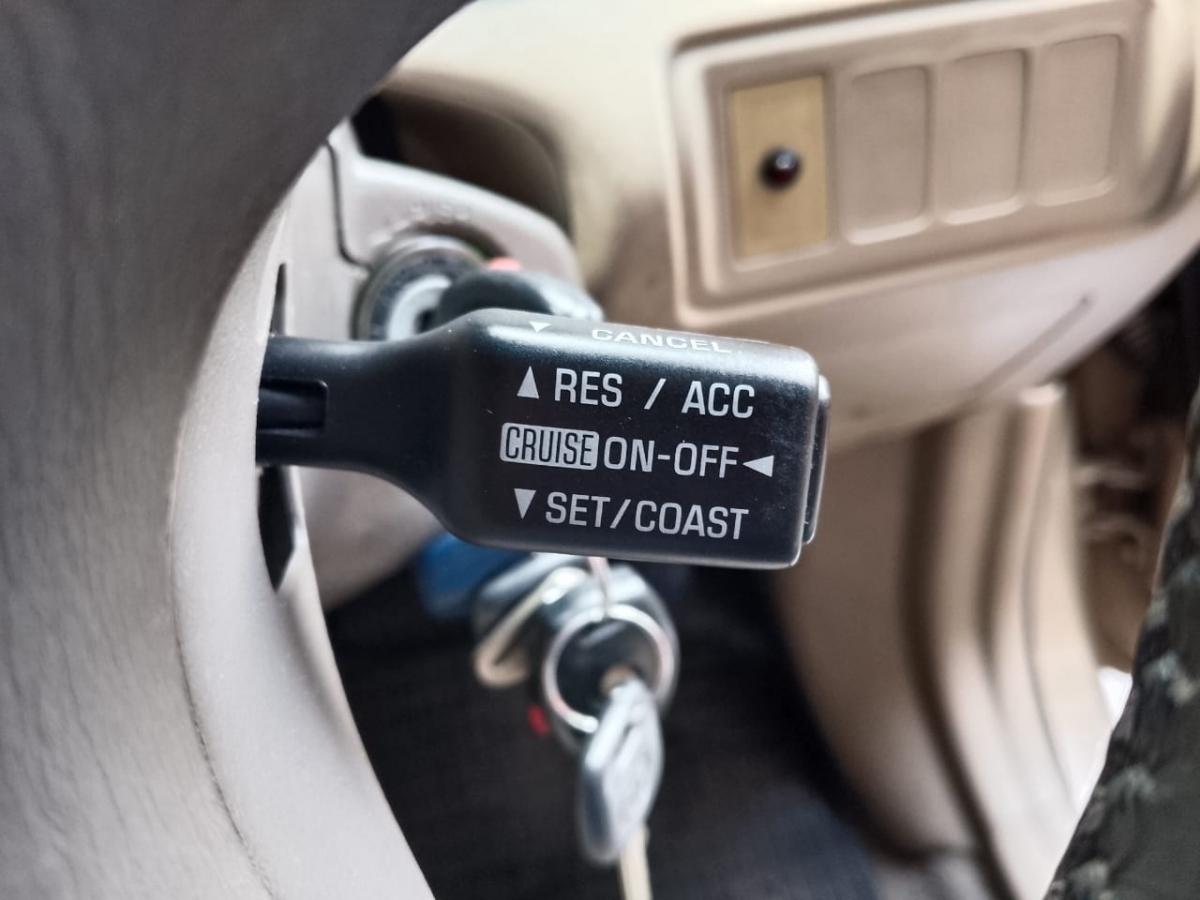 ▼ CANCEL
▲ RES / ACC
CRUISE ON-OFF◄
▼ SET/COAST